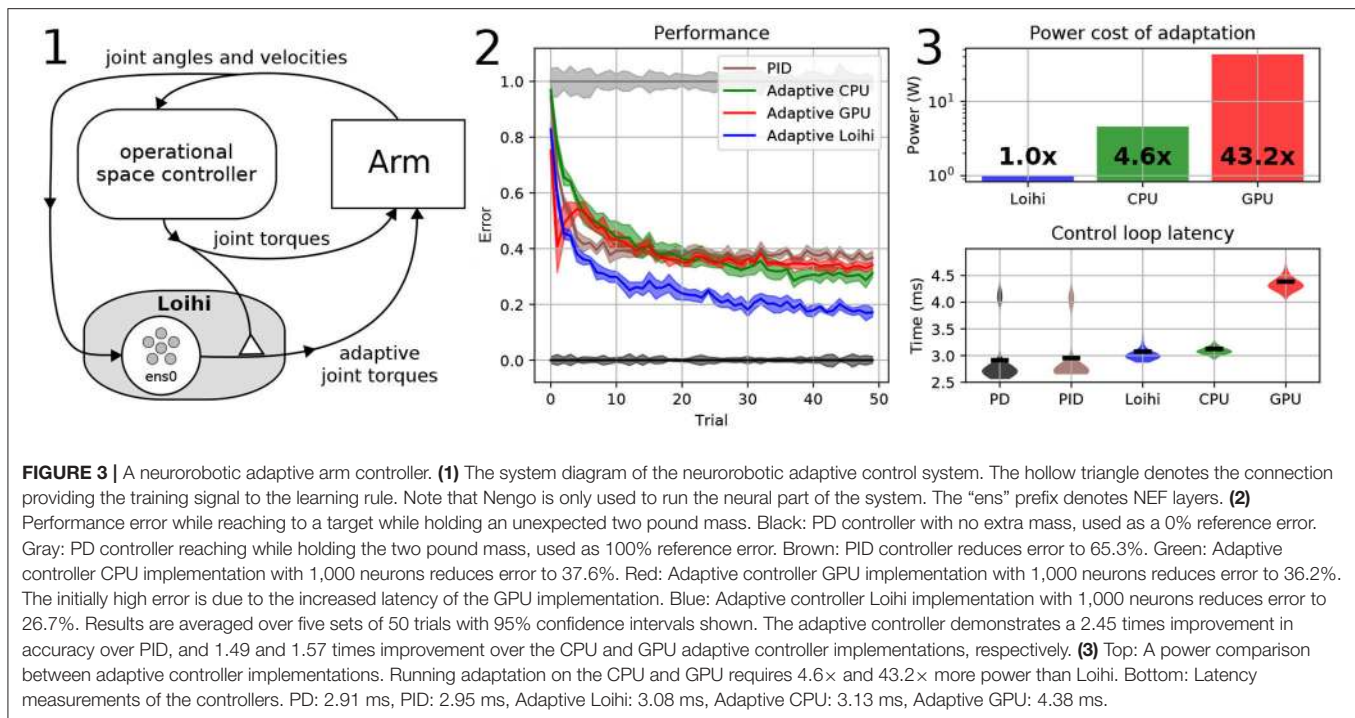 1
joint angles and velocities
operational
space controller
Arm
joint torques
Loihi
ens0
adaptive
joint torques
2
Performance
PID
Adaptive CPU
Adaptive GPU
Adaptive Loihi
1.0
0.8
0.6
0.4
0.2
0.0
Error
0
10
20
30
40
50
Trial
3
Power cost of adaptation
Power (W)
10¹
10⁰
1.0x
4.6x
43.2x
Loihi
CPU
GPU
Control loop latency
Time (ms)
4.5
4.0
3.5
3.0
2.5
PD
PID
Loihi
CPU
GPU
FIGURE 3 | A neurorobotic adaptive arm controller. (1) The system diagram of the neurorobotic adaptive control system. The hollow triangle denotes the connection
providing the training signal to the learning rule. Note that Nengo is only used to run the neural part of the system. The “ens” prefix denotes NEF layers. (2)
Performance error while reaching to a target while holding an unexpected two pound mass. Black: PD controller with no extra mass, used as a 0% reference error.
Gray: PD controller reaching while holding the two pound mass, used as 100% reference error. Brown: PID controller reduces error to 65.3%. Green: Adaptive
controller CPU implementation with 1,000 neurons reduces error to 37.6%. Red: Adaptive controller GPU implementation with 1,000 neurons reduces error to 36.2%.
The initially high error is due to the increased latency of the GPU implementation. Blue: Adaptive controller Loihi implementation with 1,000 neurons reduces error to
26.7%. Results are averaged over five sets of 50 trials with 95% confidence intervals shown. The adaptive controller demonstrates a 2.45 times improvement in
accuracy over PID, and 1.49 and 1.57 times improvement over the CPU and GPU adaptive controller implementations, respectively. (3) Top: A power comparison
between adaptive controller implementations. Running adaptation on the CPU and GPU requires 4.6× and 43.2× more power than Loihi. Bottom: Latency
measurements of the controllers. PD: 2.91 ms, PID: 2.95 ms, Adaptive Loihi: 3.08 ms, Adaptive CPU: 3.13 ms, Adaptive GPU: 4.38 ms.